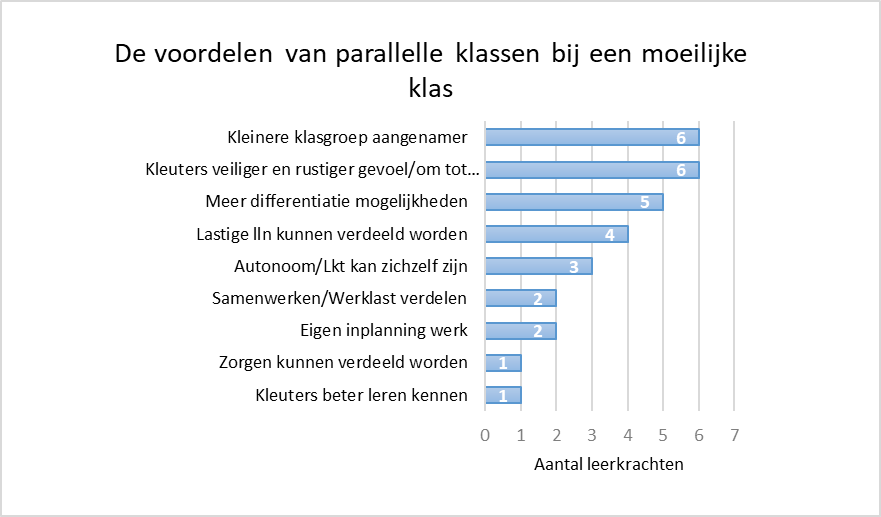 De voordelen van parallelle klassen bij een moeilijke
klas
Kleinere klasgroep aangenamer 6
Kleuters veiliger en rustiger gevoel/om tot... 6
Meer differentiatie mogelijkheden 5
Lastige lln kunnen verdeeld worden 4
Autonoom/Lkt kan zichzelf zijn 3
Samenwerken/Werklast verdelen 2
Eigen inplanning werk 2
Zorgen kunnen verdeeld worden 1
Kleuters beter leren kennen 1
0 1 2 3 4 5 6 7
Aantal leerkrachten